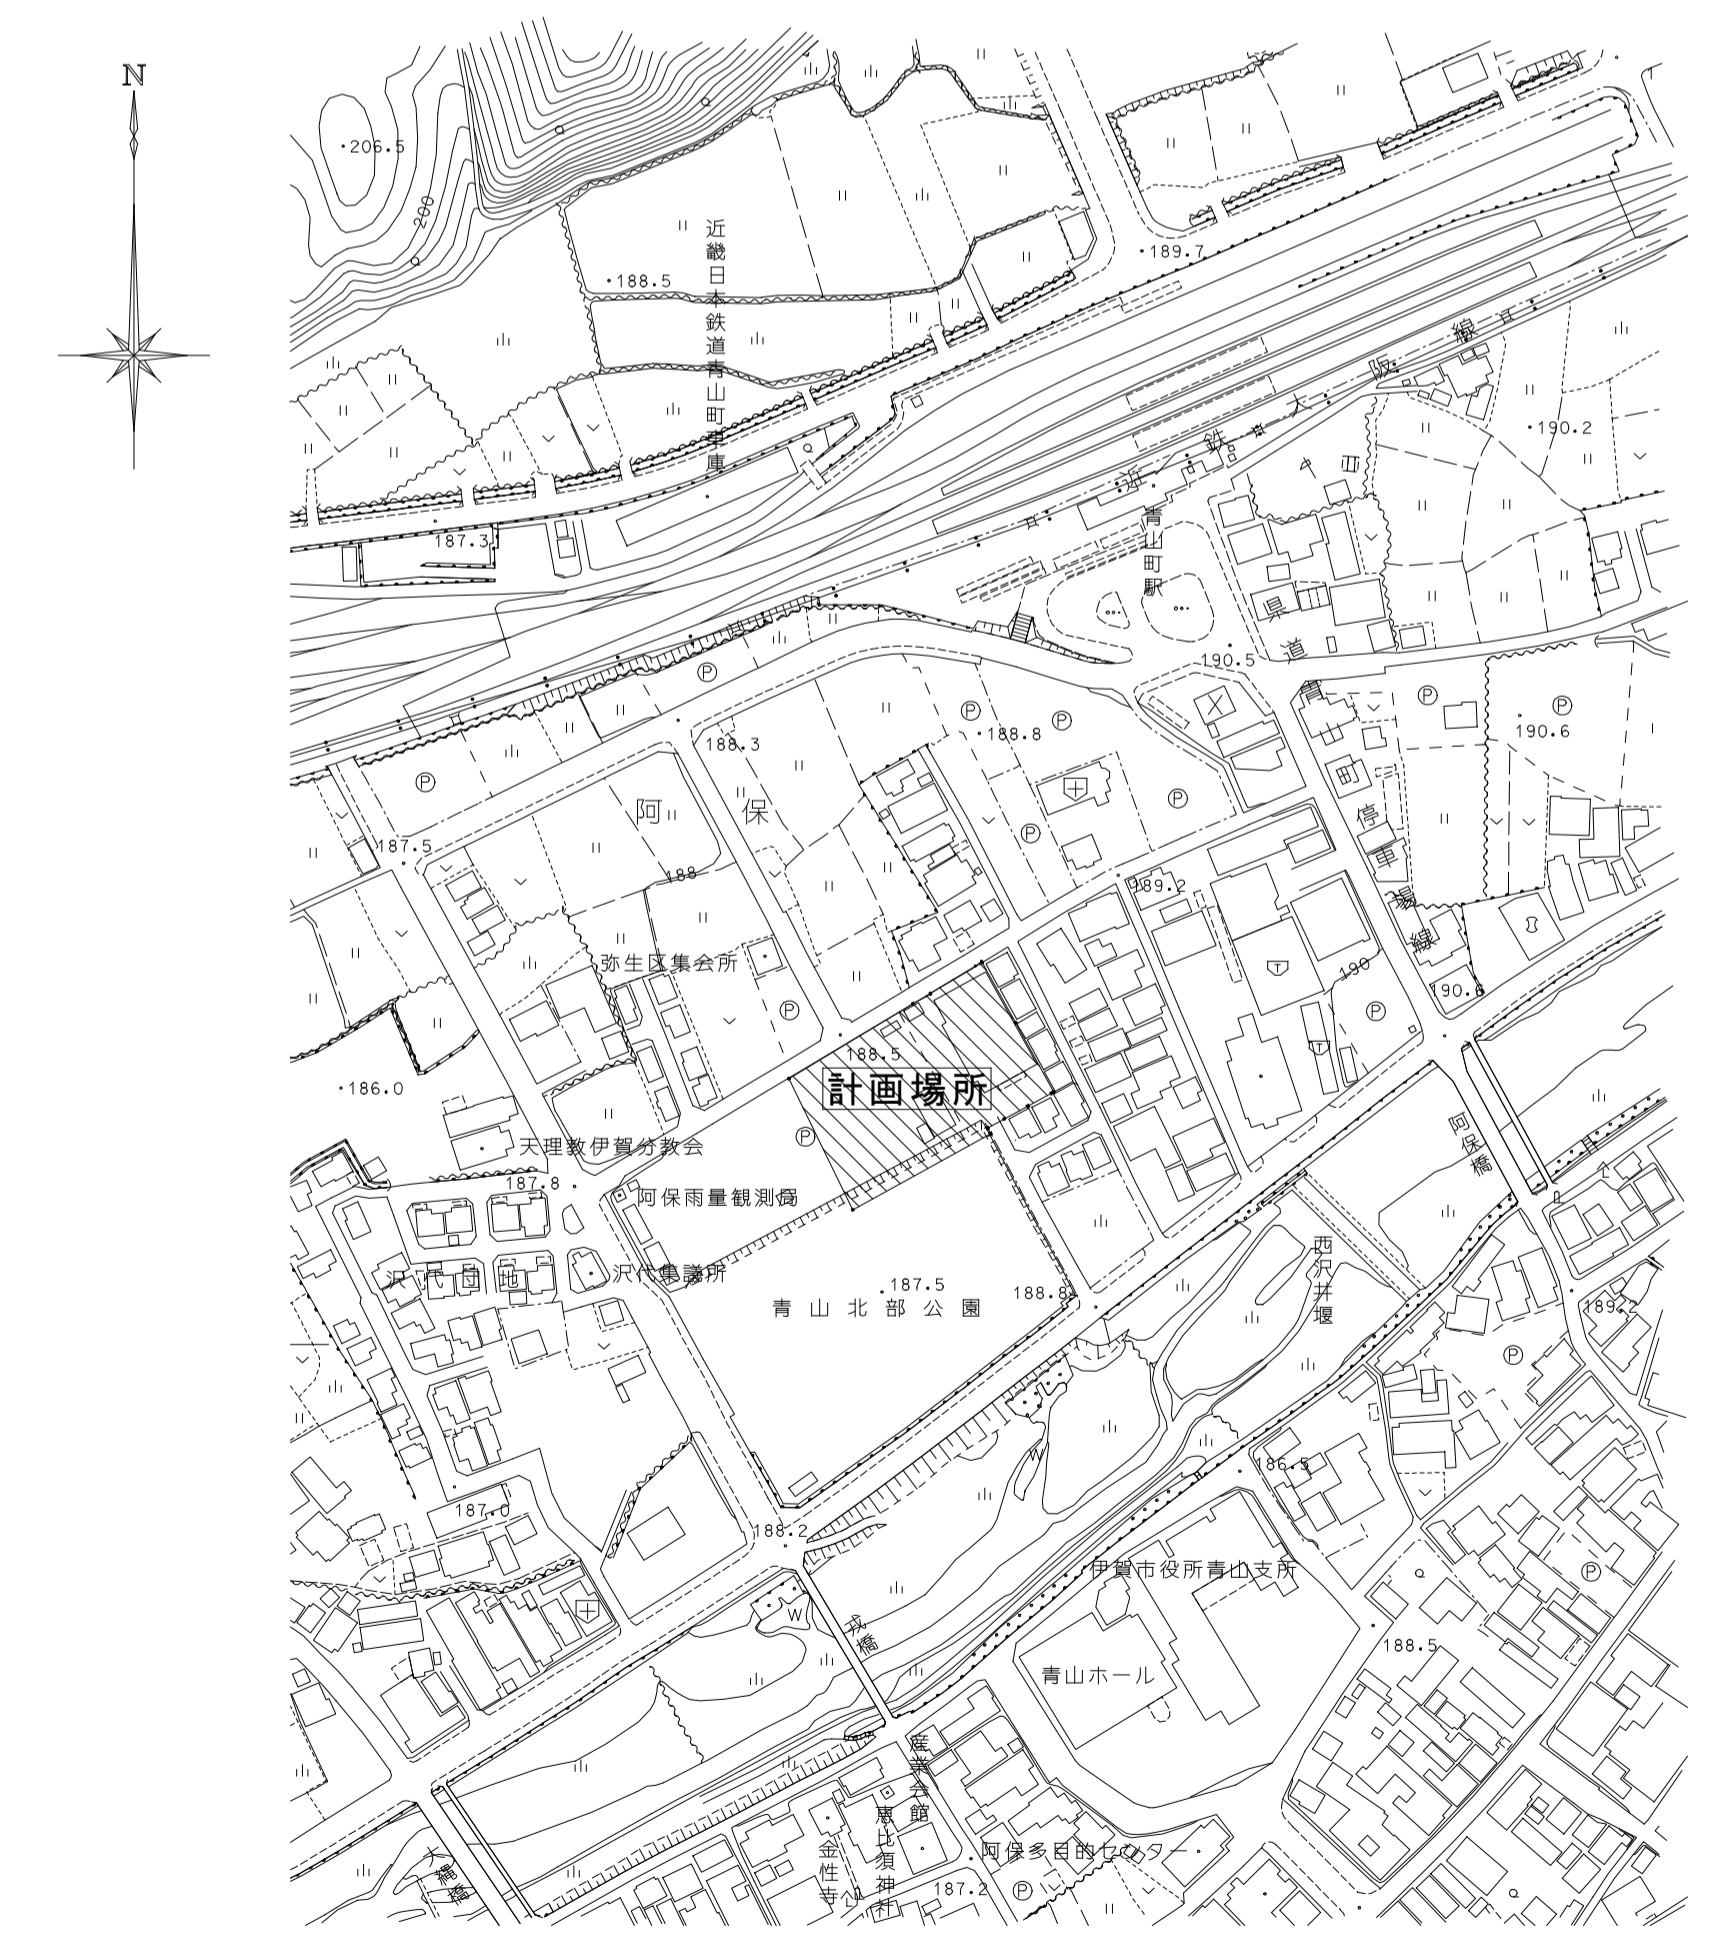 N
206.5
200
近畿日本鉄道青山町車庫
188.5
189.7
近鉄大阪線
190.2
187.3
青山町駅
県道青山町停車場線
190.5
188.3
188.8
190.6
阿保
187.5
188
189.2
弥生区集会所
190
190.6
188.5
計画場所
186.0
阿保橋
天理教伊賀分教会
187.8
阿保雨量観測局
沢代団地
沢代集議所
187.5
188.8
青山北部公園
西沢井堰
189.2
W
186.5
187.0
188.2
伊賀市役所青山支所
W
戎橋
188.5
青山ホール
産業会館
恵比須神社
金性寺
阿保多目的センター
187.2
大縄橋
P
T